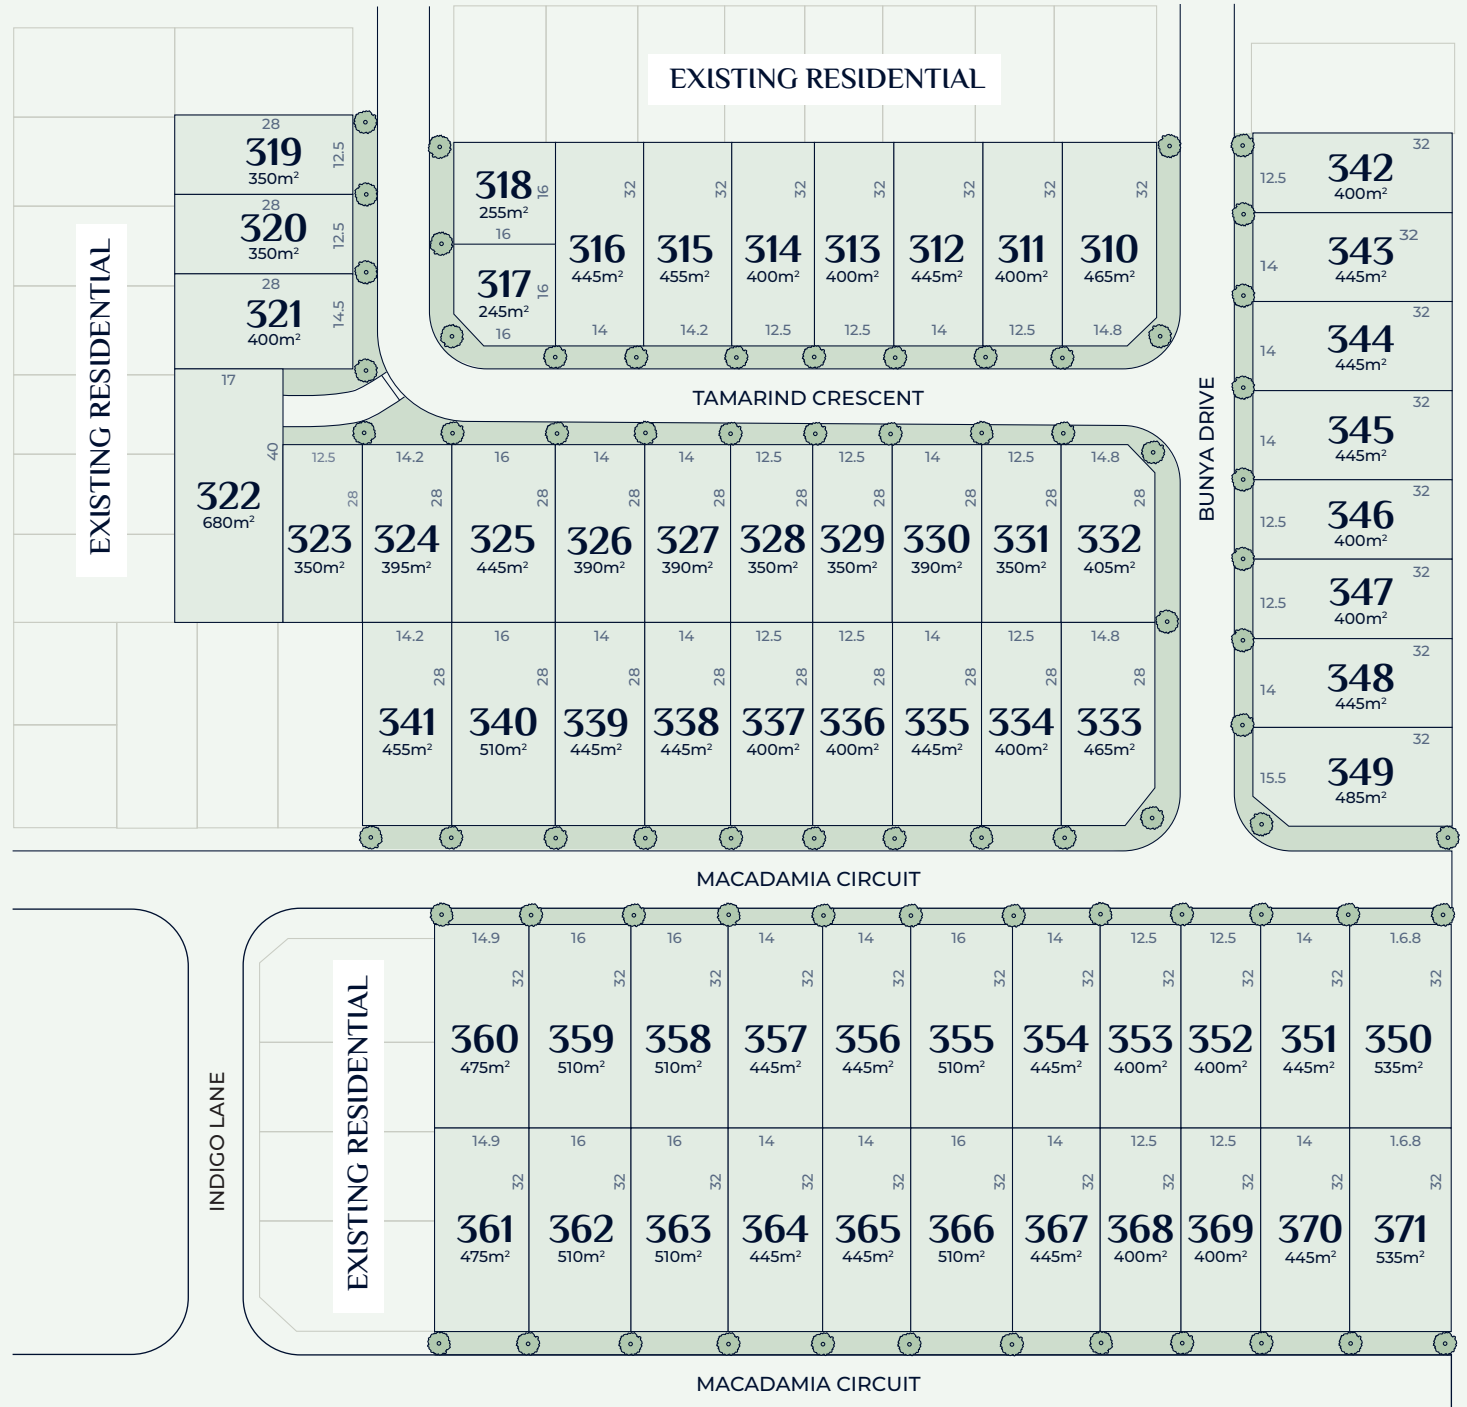 EXISTING RESIDENTIAL
EXISTING RESIDENTIAL
28
319
12.5
350m²
28
320
12.5
350m²
28
321
14.5
400m²
17
40
322
680m²
318
16
255m²
16
317
16
245m²
16
32
316
445m²
14
32
315
455m²
14.2
32
314
400m²
12.5
32
313
400m²
12.5
32
312
445m²
14
32
311
400m²
12.5
32
310
465m²
14.8
TAMARIND CRESCENT
BUNYA DRIVE
32
12.5
342
400m²
32
14
343
445m²
32
14
344
445m²
32
14
345
445m²
32
12.5
346
400m²
32
12.5
347
400m²
32
14
348
445m²
32
15.5
349
485m²
12.5
28
323
350m²
14.2
28
324
395m²
16
28
325
445m²
14
28
326
390m²
14
28
327
390m²
12.5
28
328
350m²
12.5
28
329
350m²
14
28
330
390m²
12.5
28
331
350m²
14.8
28
332
405m²
14.2
28
341
455m²
16
28
340
510m²
14
28
339
445m²
14
28
338
445m²
12.5
28
337
400m²
12.5
28
336
400m²
14
28
335
445m²
12.5
28
334
400m²
14.8
28
333
465m²
MACADAMIA CIRCUIT
INDIGO LANE
EXISTING RESIDENTIAL
14.9
32
360
475m²
16
32
359
510m²
16
32
358
510m²
14
32
357
445m²
14
32
356
445m²
16
32
355
510m²
14
32
354
445m²
12.5
32
353
400m²
12.5
32
352
400m²
14
32
351
445m²
1.6.8
32
350
535m²
14.9
32
361
475m²
16
32
362
510m²
16
32
363
510m²
14
32
364
445m²
14
32
365
445m²
16
32
366
510m²
14
32
367
445m²
12.5
32
368
400m²
12.5
32
369
400m²
14
32
370
445m²
1.6.8
32
371
535m²
MACADAMIA CIRCUIT